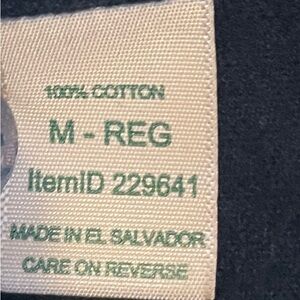 100% COTTON
M - REG
ItemID 229641
MADE IN EL SALVADOR
CARE ON REVERSE